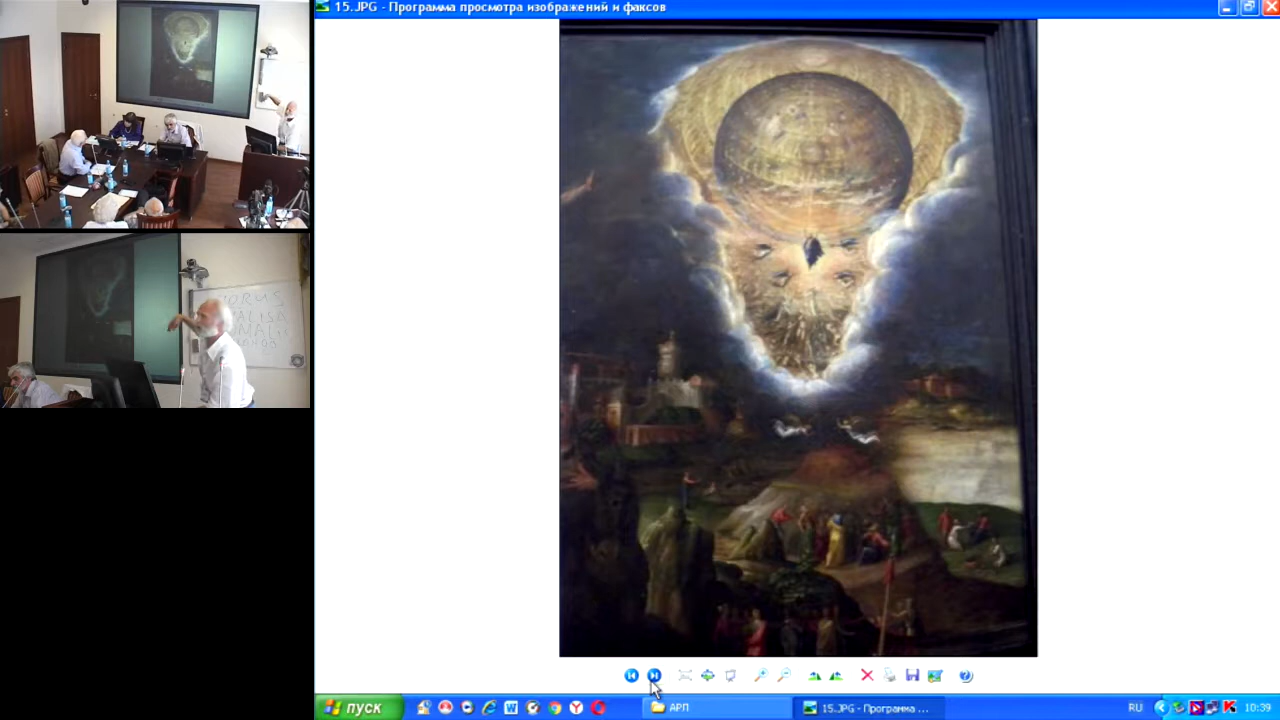 15.JPG - Программа просмотра изображений и факсов
пуск
АРП
15.JPG - Программа ...
RU
10:39